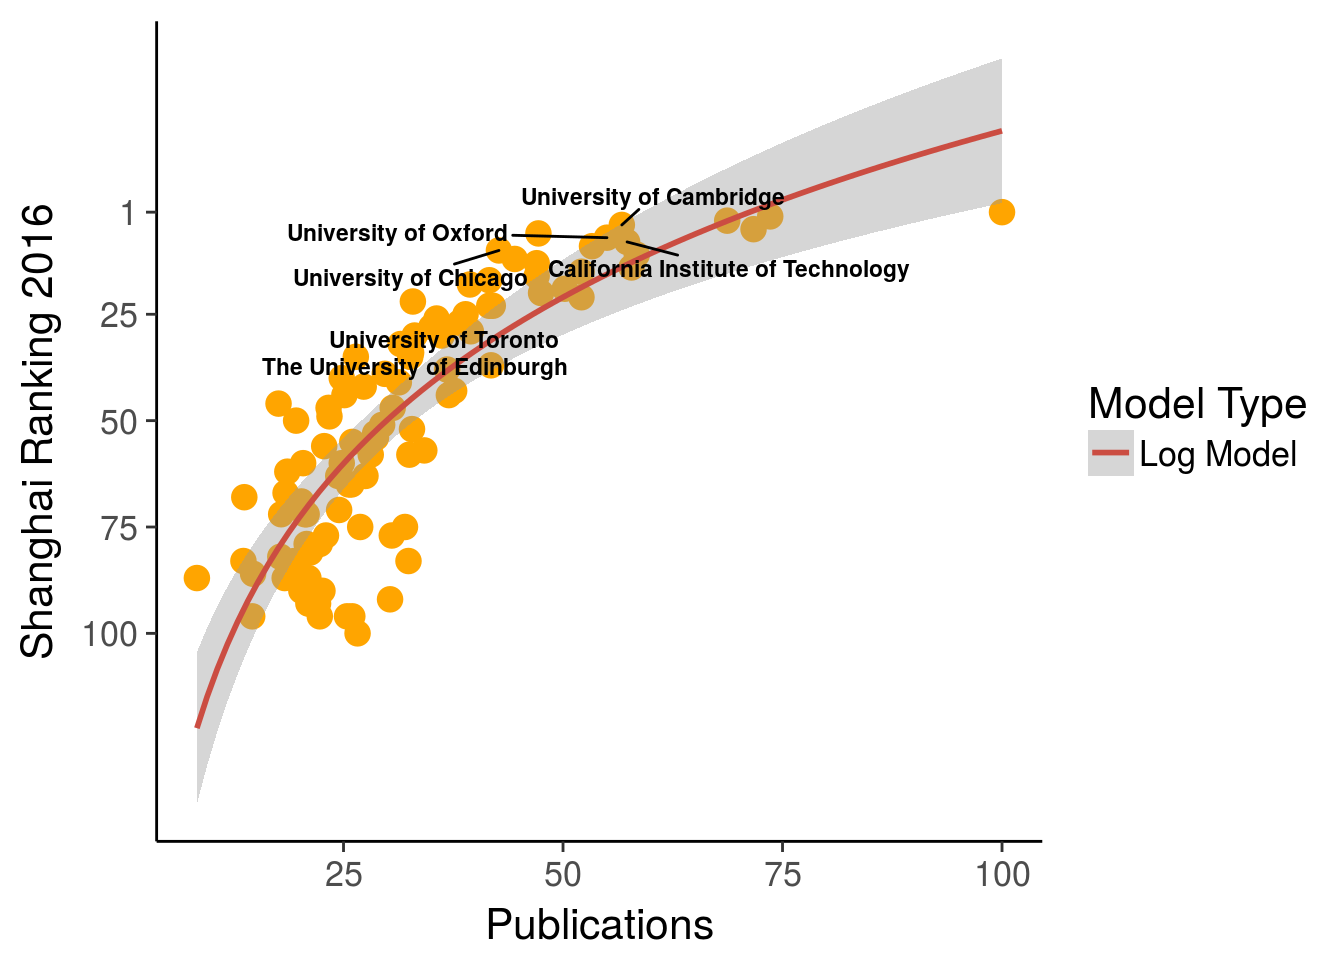 University of Cambridge
University of Oxford
California Institute of Technology
University of Chicago
University of Toronto
The University of Edinburgh
Shanghai Ranking 2016
1
25
50
75
100
25
50
75
100
Publications
Model Type
Log Model